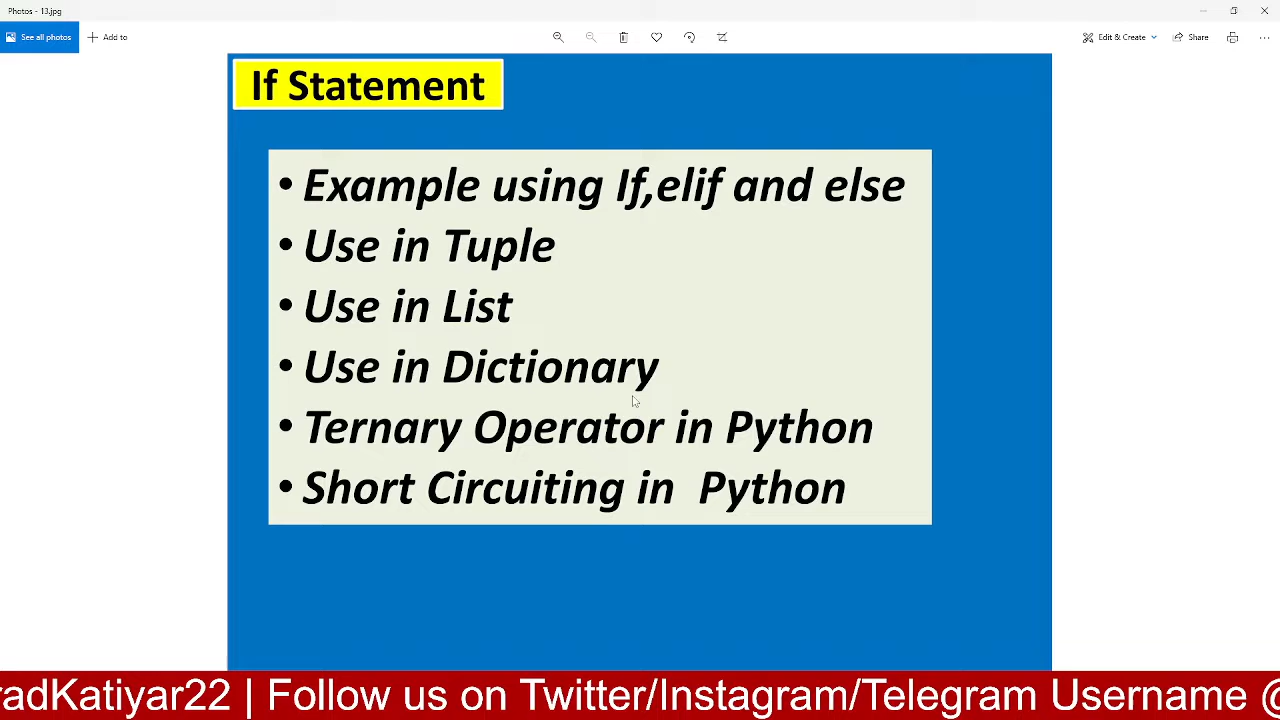 Photos - 13.jpg
See all photos
Add to
Edit & Create
Share
If Statement
• Example using If,elif and else
• Use in Tuple
• Use in List
• Use in Dictionary
• Ternary Operator in Python
• Short Circuiting in Python
radKatiyar22 | Follow us on Twitter/Instagram/Telegram Username @